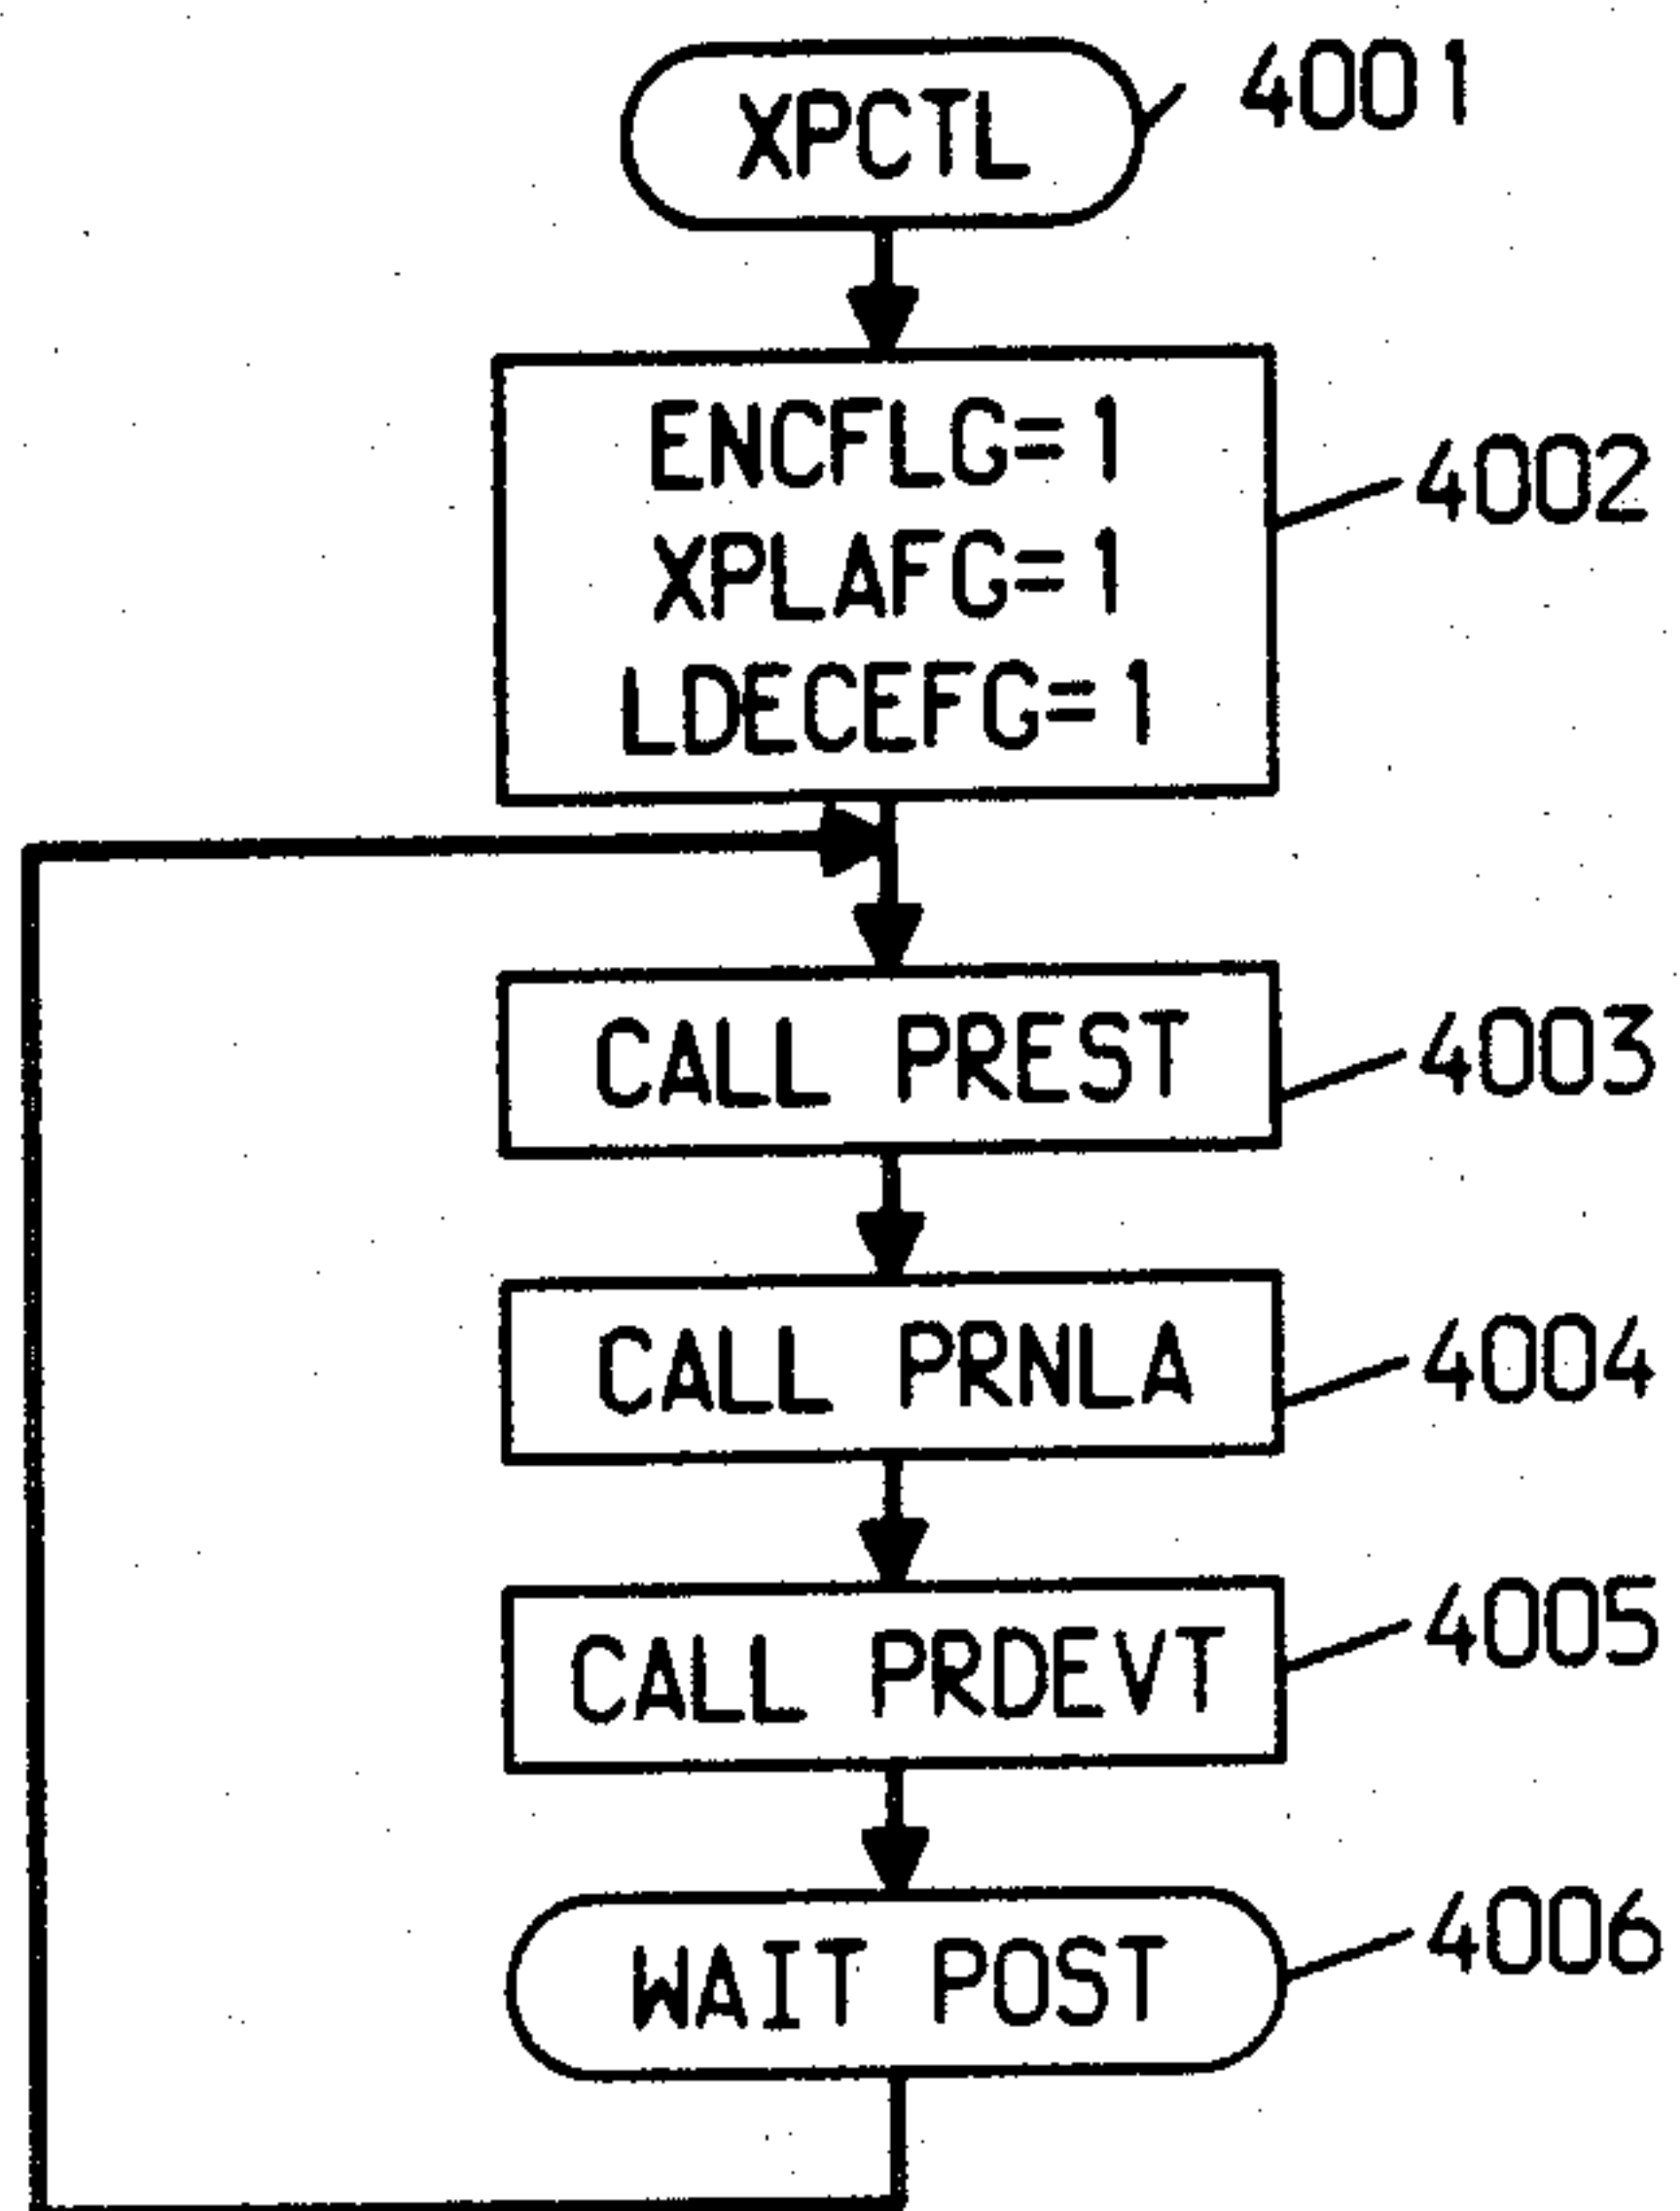 XPCTL 4001
ENCFLG=1
XPLAFG=1
LDECEFG=1
4002
CALL PREST 4003
CALL PRNLA 4004
CALL PRDEVT 4005
WAIT POST 4006